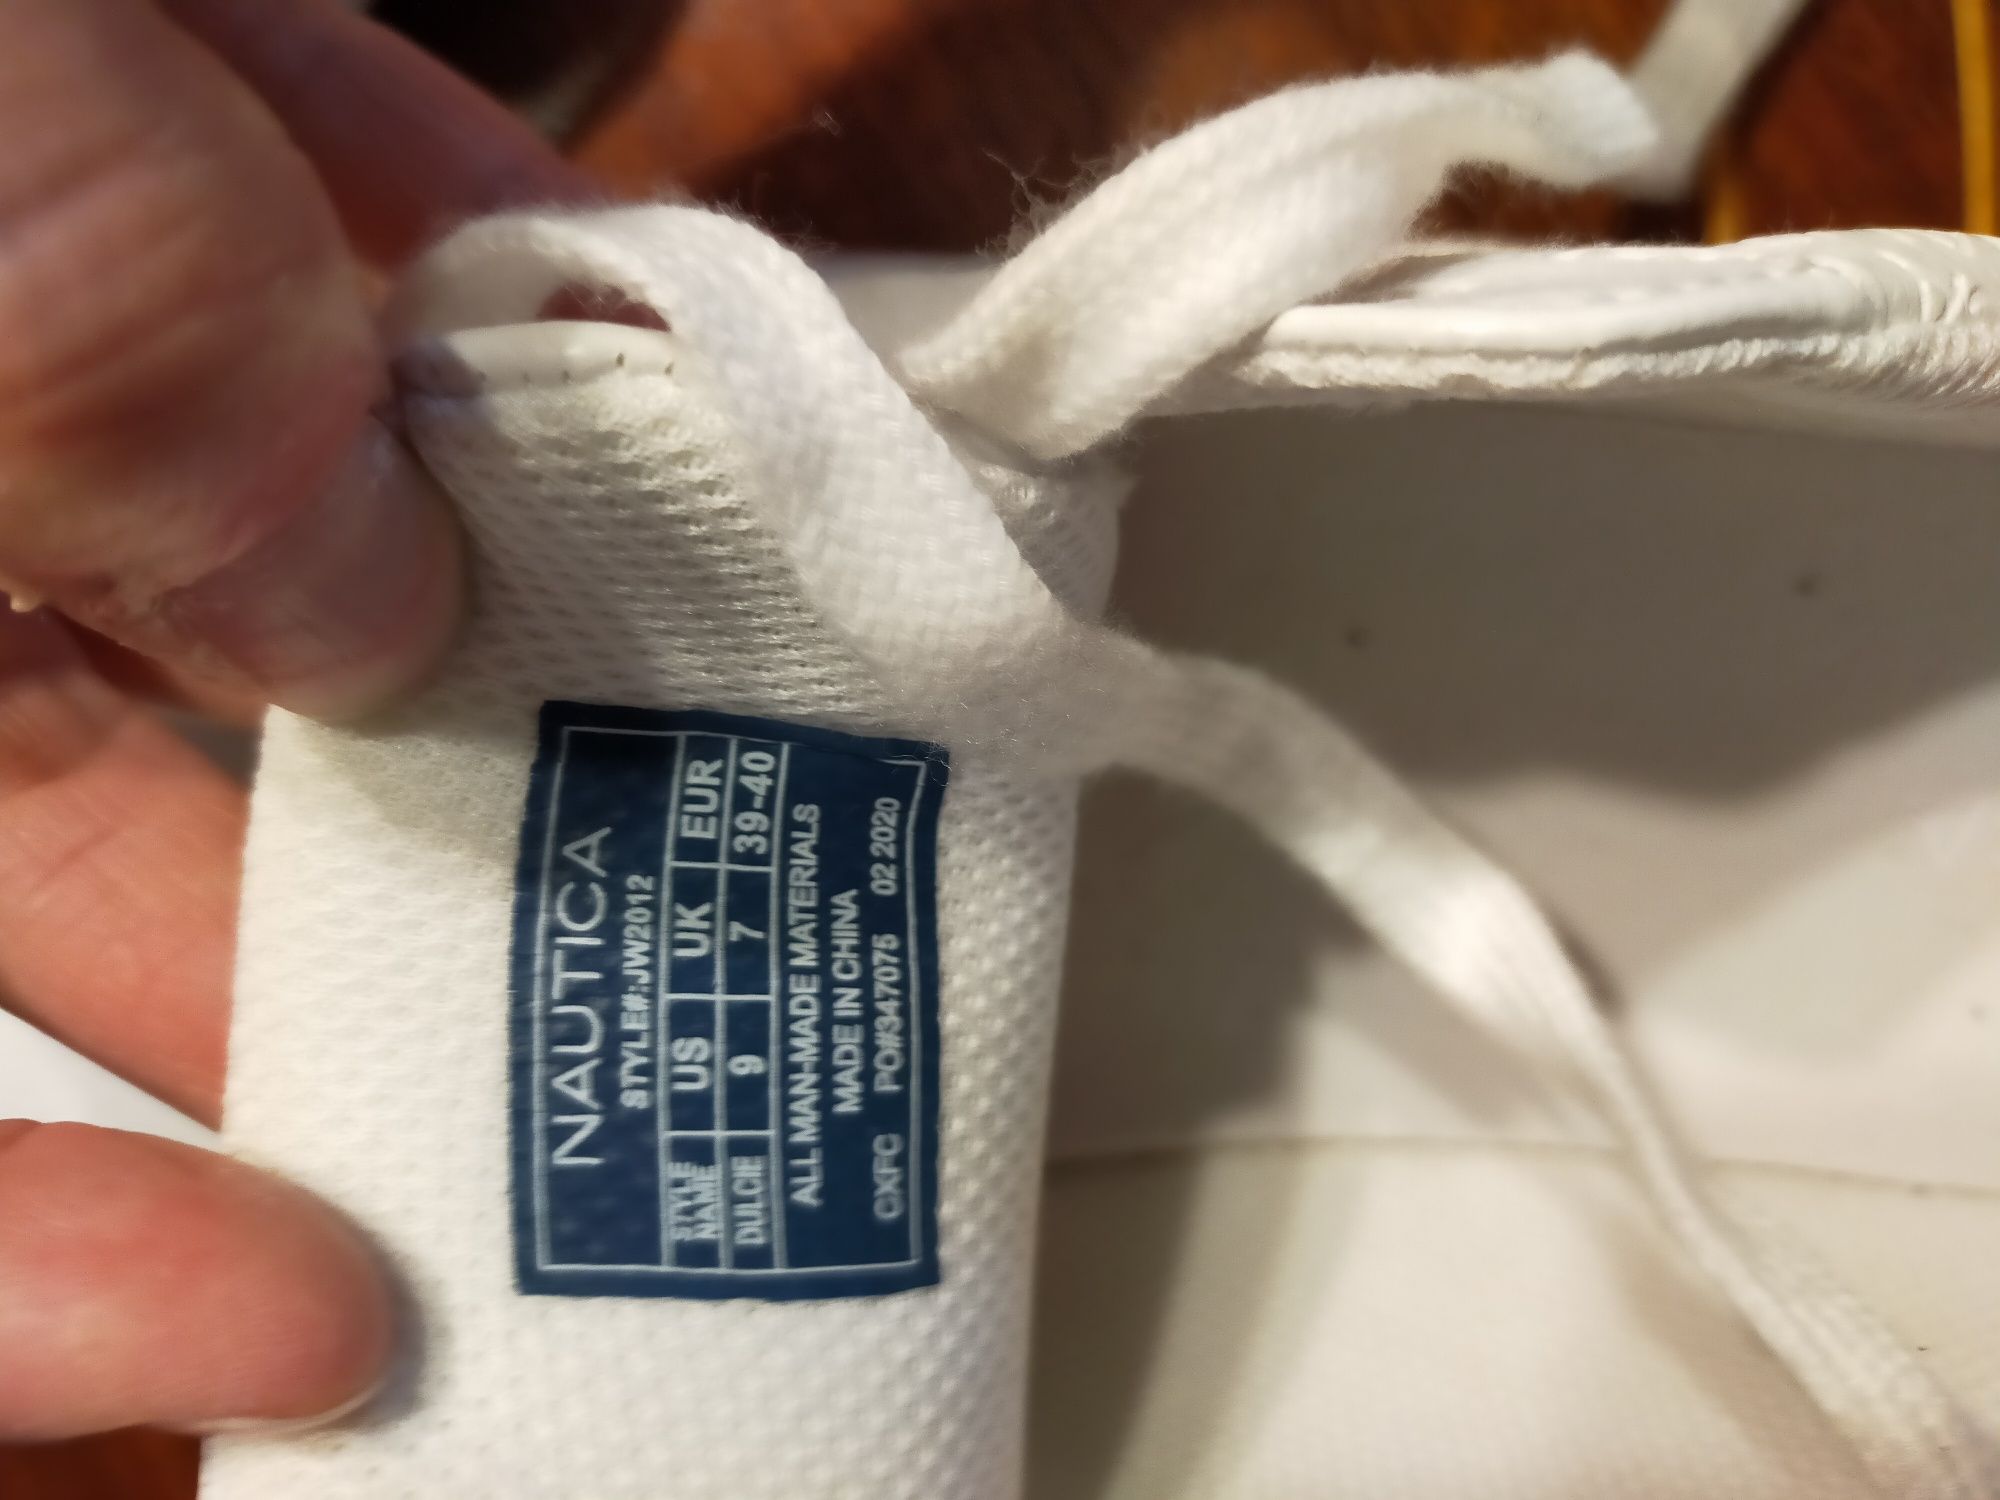 NAUTICA
STYLE#:JW2012
STYLE NAME US UK EUR
DULCIE 9 7 39-40
ALL MAN-MADE MATERIALS
MADE IN CHINA
CXFC PO#347075 02 2020